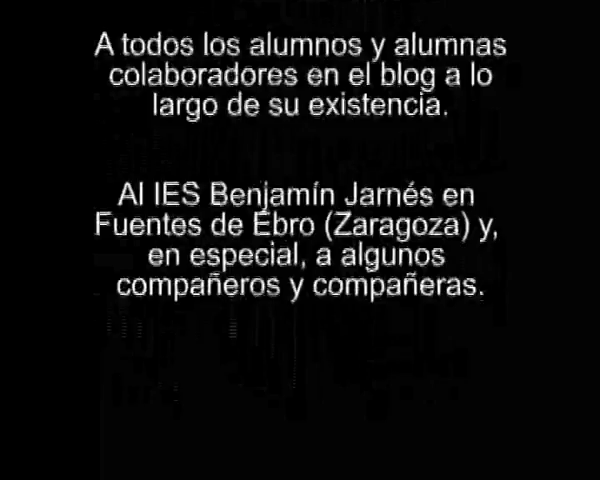 A todos los alumnos y alumnas
colaboradores en el blog a lo
largo de su existencia.
Al IES Benjamín Jarnés en
Fuentes de Ebro (Zaragoza) y,
en especial, a algunos
compañeros y compañeras.